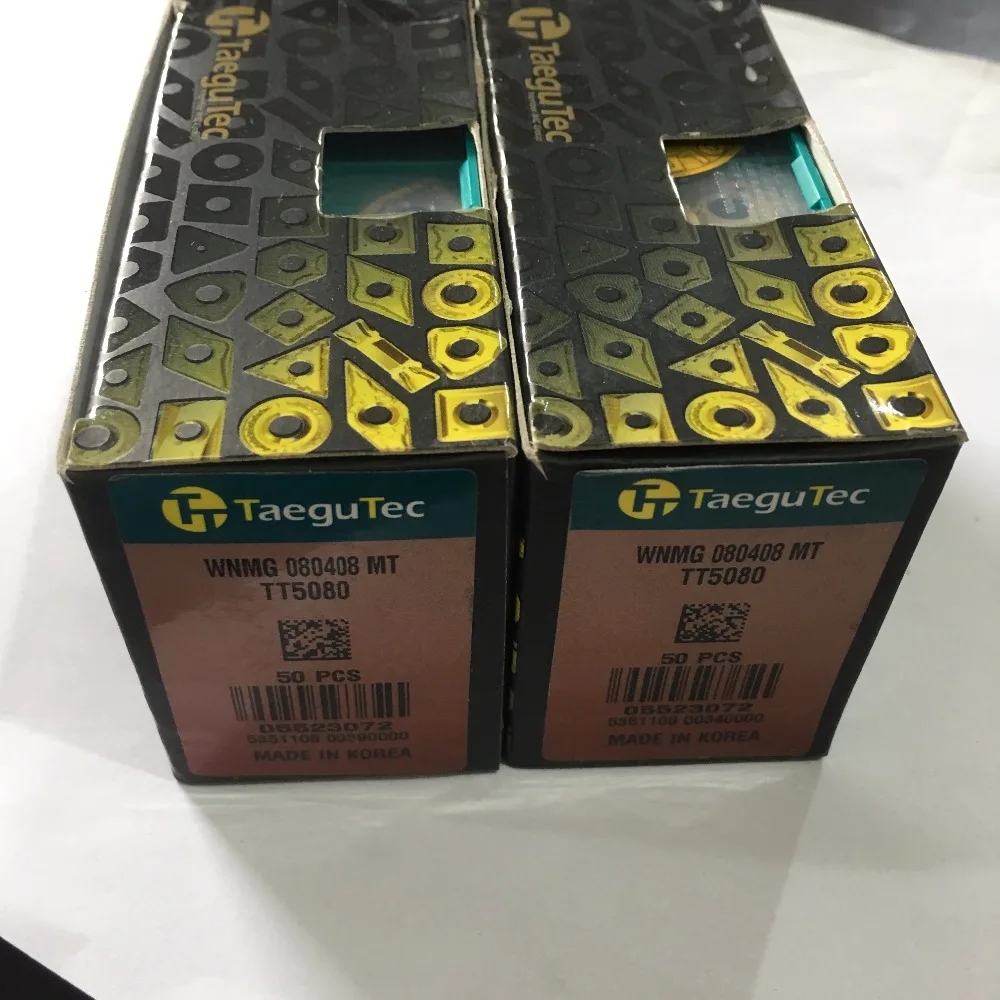 TaeguTec
TaeguTec
TaeguTec
WNMG 080408 MT
TT5080
50 PCS
05523072
MADE IN KOREA
TaeguTec
WNMG 080408 MT
TT5080
50 PCS
05523072
MADE IN KOREA